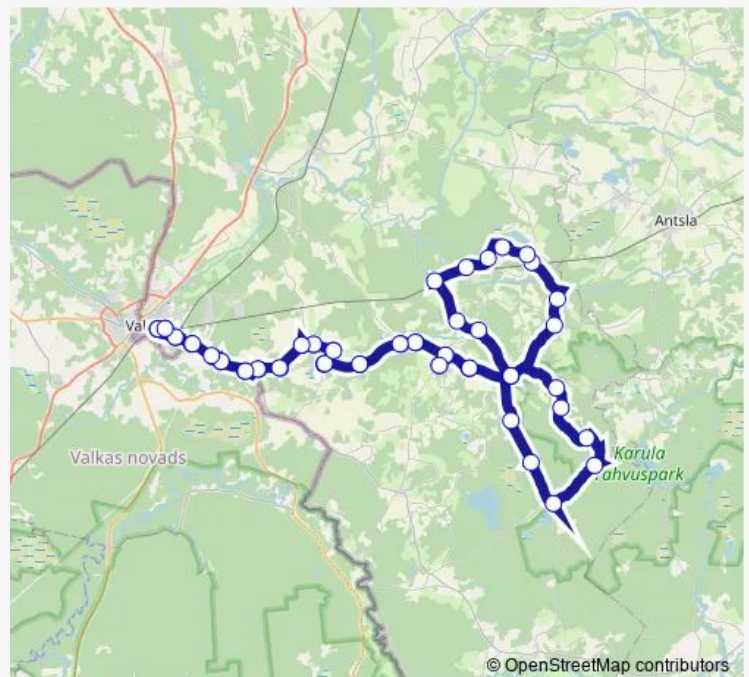 Antsla
Val
Valkas novads
Karula
ahvuspark
© OpenStreetMap contributors